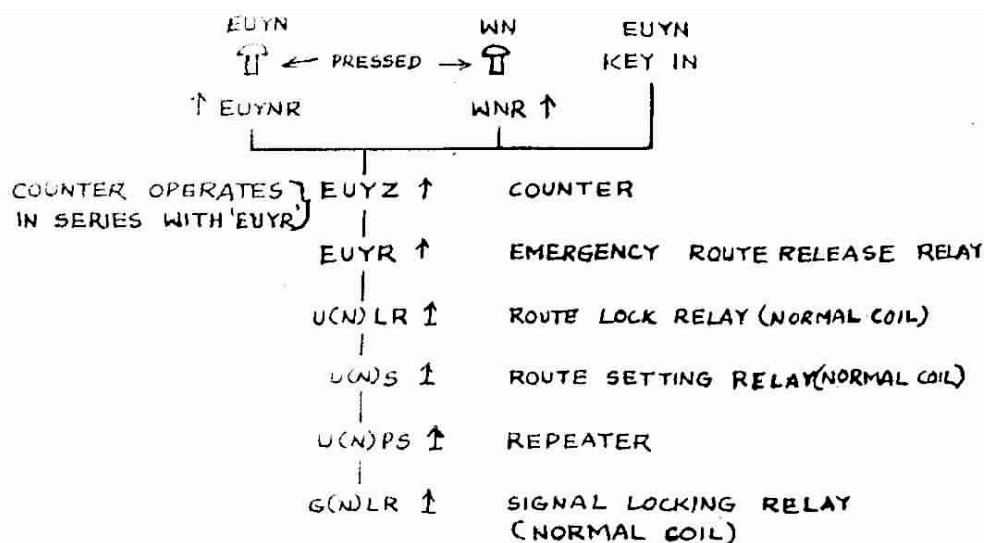 EUYN WN EUYN
← PRESSED → KEY IN
↑ EUYNR WNR ↑
COUNTER OPERATES } EUYZ ↑ COUNTER
IN SERIES WITH 'EUYR'
EUYR ↑ EMERGENCY ROUTE RELEASE RELAY
U(N)LR ↑ ROUTE LOCK RELAY (NORMAL COIL)
U(N)S ↑ ROUTE SETTING RELAY (NORMAL COIL)
U(N)PS ↑ REPEATER
G(N)LR ↑ SIGNAL LOCKING RELAY
(NORMAL COIL)